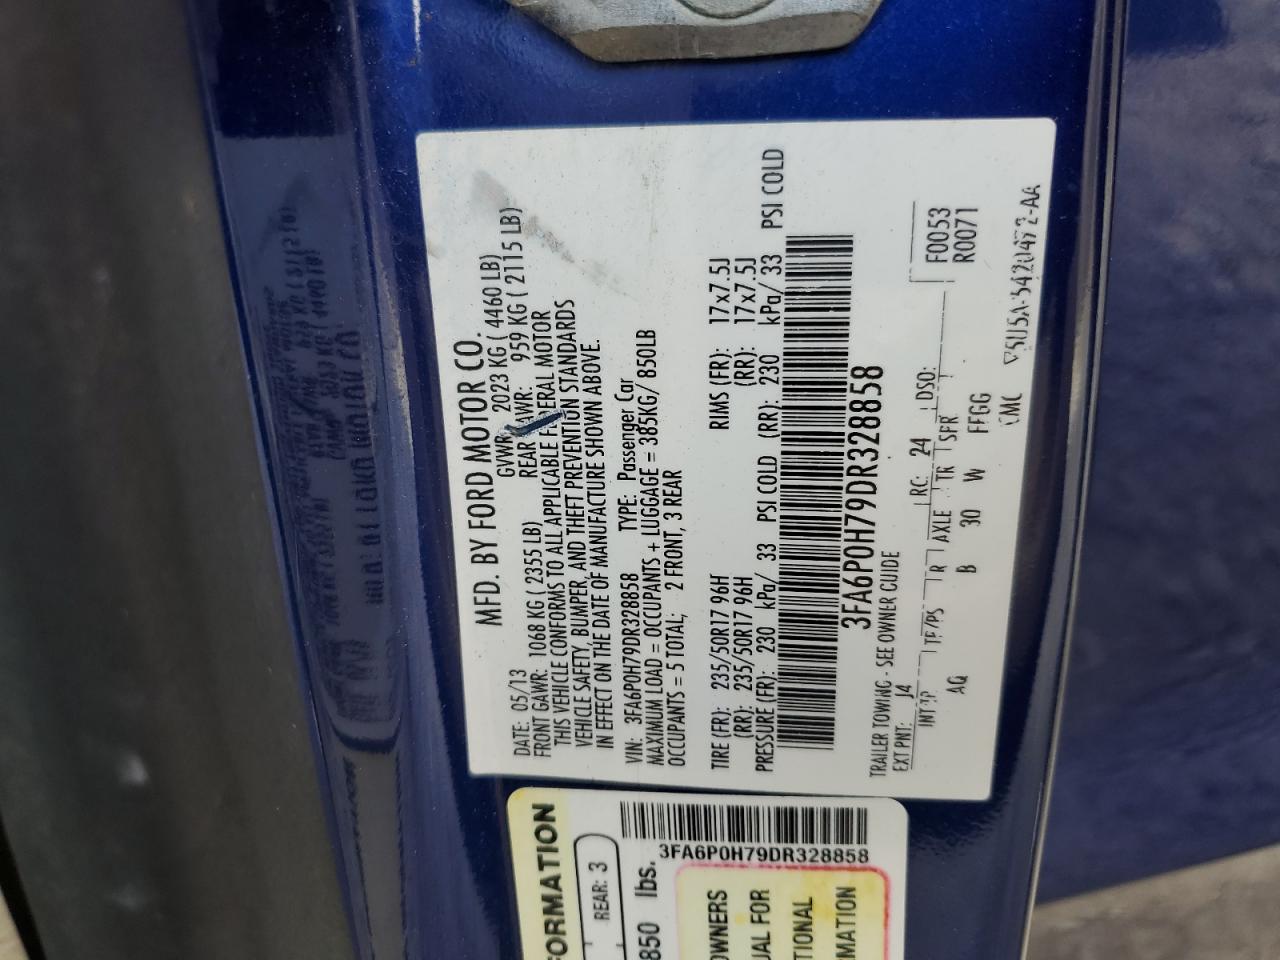 MFD. BY FORD MOTOR CO.
DATE: 05/13 GVWR: 2023 KG ( 4460 LB)
FRONT GAWR: 1068 KG ( 2355 LB) REAR GAWR: 959 KG ( 2115 LB)
THIS VEHICLE CONFORMS TO ALL APPLICABLE FEDERAL MOTOR
VEHICLE SAFETY, BUMPER, AND THEFT PREVENTION STANDARDS
IN EFFECT ON THE DATE OF MANUFACTURE SHOWN ABOVE.
VIN: 3FA6P0H79DR328858 TYPE: Passenger Car
MAXIMUM LOAD = OCCUPANTS + LUGGAGE = 385KG/ 850LB
OCCUPANTS = 5 TOTAL; 2 FRONT, 3 REAR
TIRE (FR): 235/50R17 96H RIMS (FR): 17x7.5J
(RR): 235/50R17 96H (RR): 17x7.5J
PRESSURE (FR): 230 kPa/ 33 PSI COLD (RR): 230 kPa/ 33 PSI COLD
3FA6P0H79DR328858
TRAILER TOWING - SEE OWNER GUIDE
EXT PNT: J4 RC: 24 DSO: F0053
R0071
TP/PS R AXLE TR SPR
AQ B 30 W FFGG
FORMATION
REAR: 3
850 lbs.
3FA6P0H79DR328858
OWNERS
UAL FOR
TIONAL
MATION